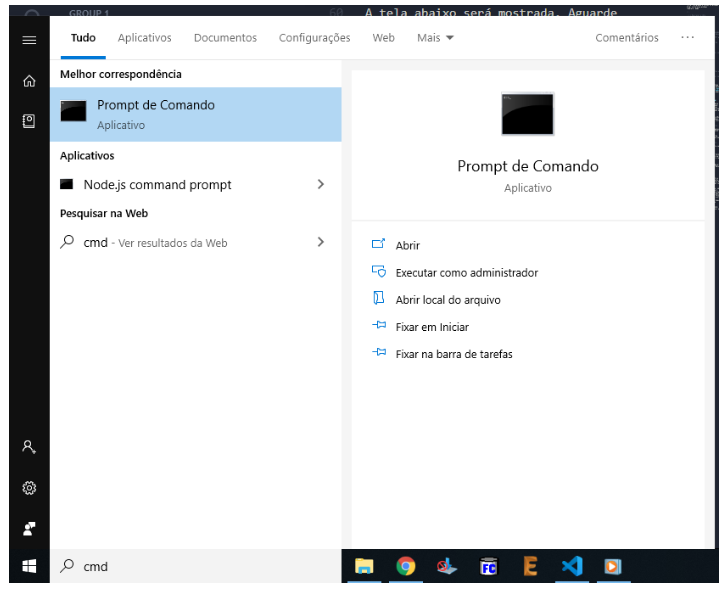 GROUP 1
60 A tela abaixo será mostrada. Aguarde
Tudo Aplicativos Documentos Configurações Web Mais Comentários ...
Melhor correspondência
Prompt de Comando
Aplicativo
Aplicativos
Node.js command prompt
Pesquisar na Web
cmd - Ver resultados da Web
Prompt de Comando
Aplicativo
Abrir
Executar como administrador
Abrir local do arquivo
Fixar em Iniciar
Fixar na barra de tarefas
cmd
FC